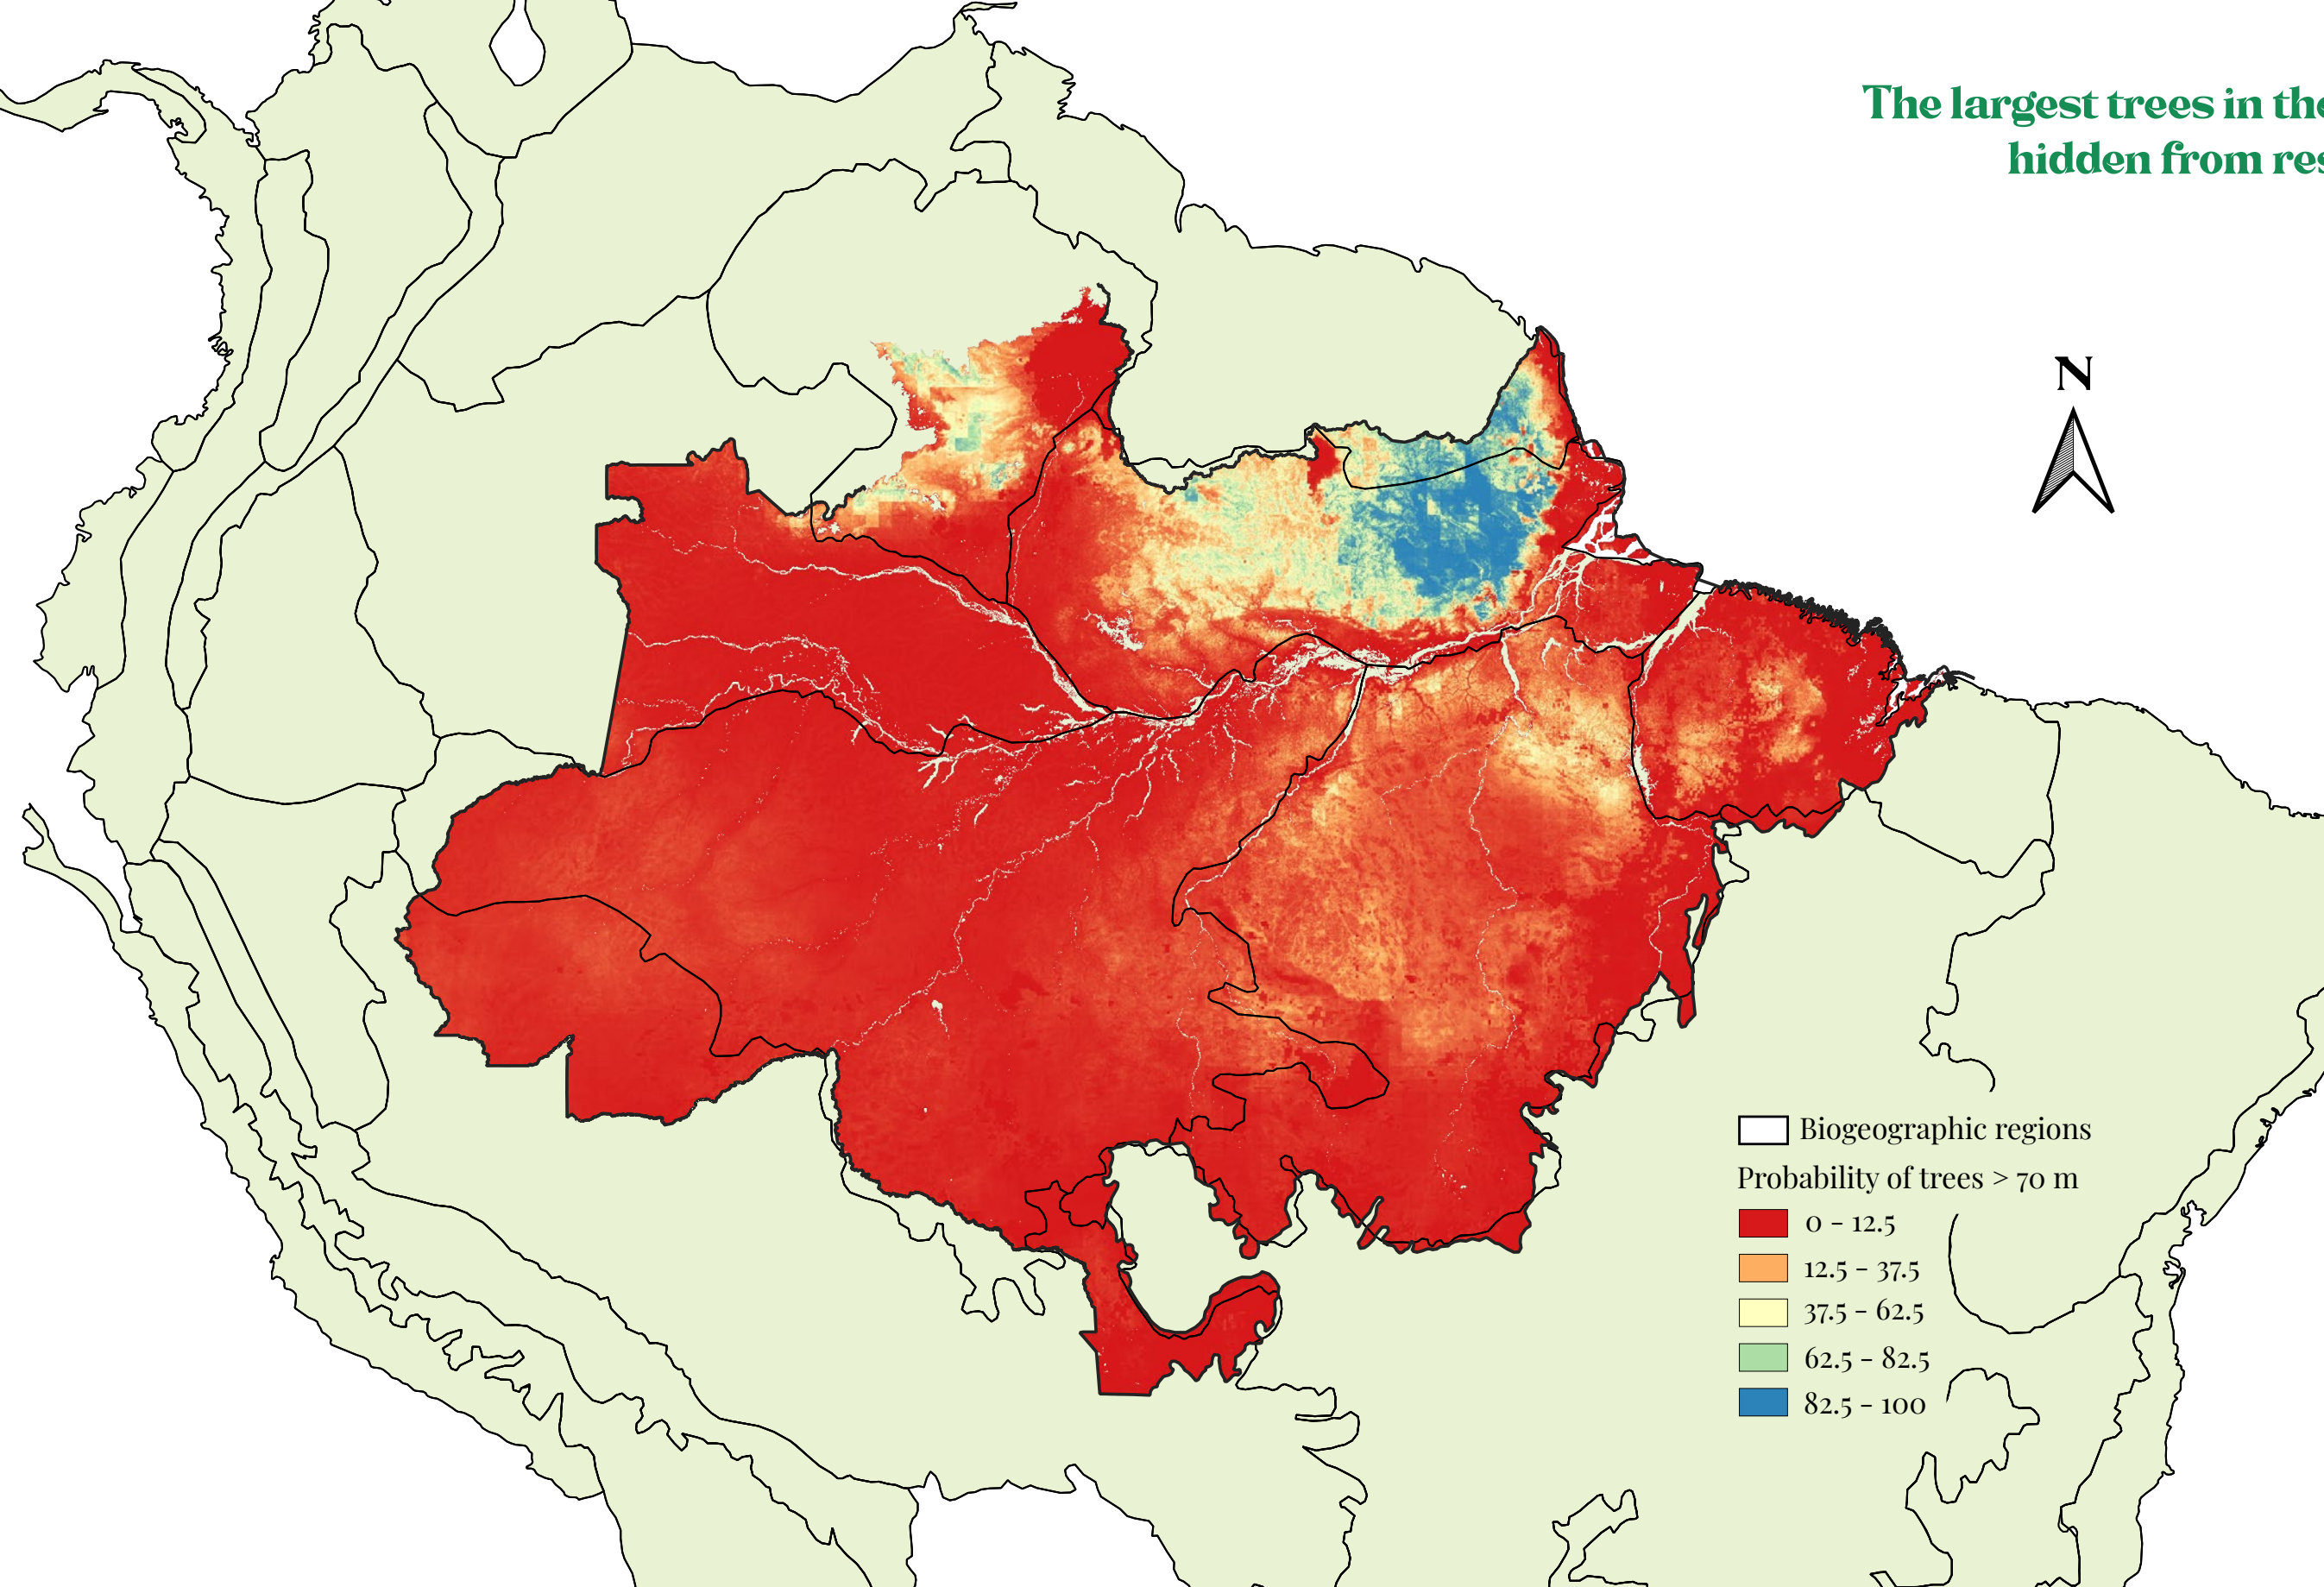 The largest trees in the
hidden from res
N
Biogeographic regions
Probability of trees > 70 m
0 - 12.5
12.5 - 37.5
37.5 - 62.5
62.5 - 82.5
82.5 - 100